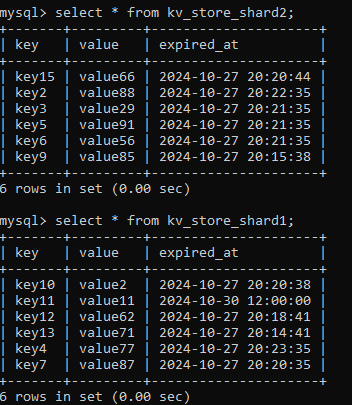 mysql> select * from kv_store_shard2;
+-------+---------+---------------------+
| key   | value   | expired_at          |
+-------+---------+---------------------+
| key15 | value66 | 2024-10-27 20:20:44 |
| key2  | value88 | 2024-10-27 20:22:35 |
| key3  | value29 | 2024-10-27 20:21:35 |
| key5  | value91 | 2024-10-27 20:21:35 |
| key6  | value56 | 2024-10-27 20:21:35 |
| key9  | value85 | 2024-10-27 20:15:38 |
+-------+---------+---------------------+
6 rows in set (0.00 sec)
mysql> select * from kv_store_shard1;
+-------+---------+---------------------+
| key   | value   | expired_at          |
+-------+---------+---------------------+
| key10 | value2  | 2024-10-27 20:20:38 |
| key11 | value11 | 2024-10-30 12:00:00 |
| key12 | value62 | 2024-10-27 20:18:41 |
| key13 | value71 | 2024-10-27 20:14:41 |
| key4  | value77 | 2024-10-27 20:23:35 |
| key7  | value87 | 2024-10-27 20:20:35 |
+-------+---------+---------------------+
6 rows in set (0.00 sec)